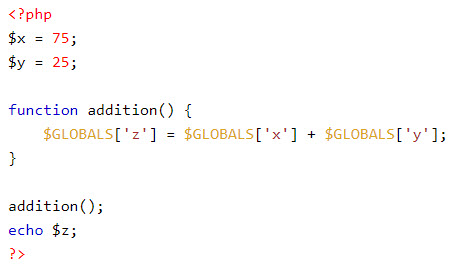 <?php
$x = 75;
$y = 25;

function addition() {
    $GLOBALS['z'] = $GLOBALS['x'] + $GLOBALS['y'];
}

addition();
echo $z;
?>